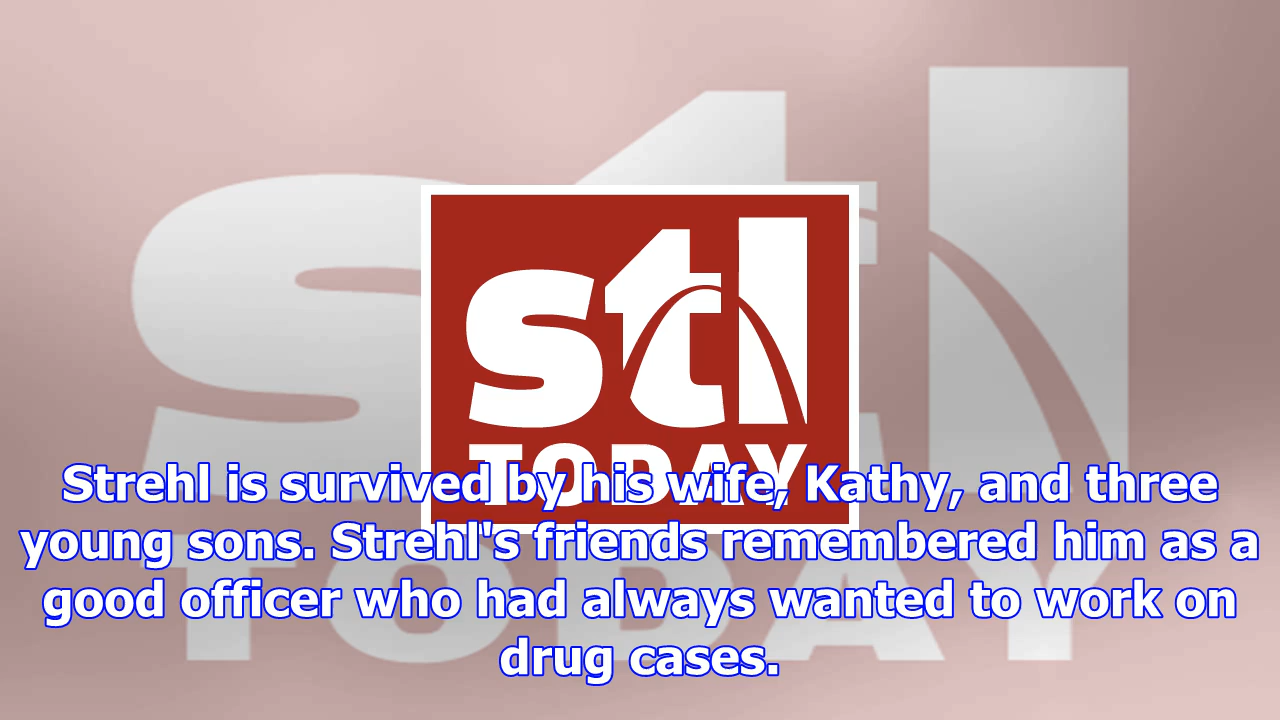 stl
TODAY
Strehl is survived by his wife, Kathy, and three
young sons. Strehl's friends remembered him as a
good officer who had always wanted to work on
drug cases.